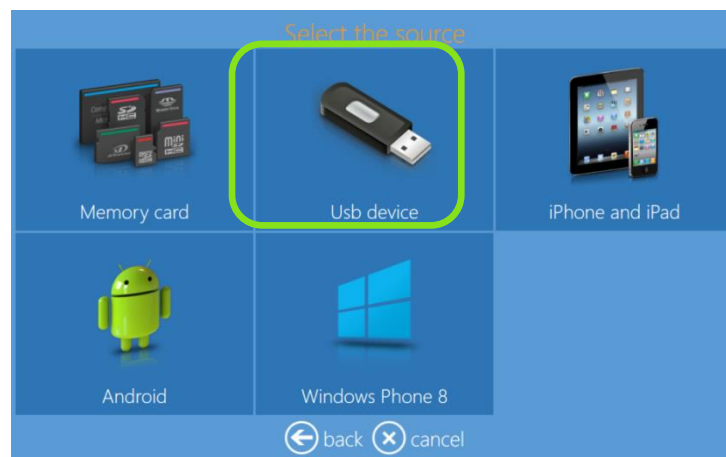 Select the source
Memory card
Usb device
iPhone and iPad
Android
Windows Phone 8
back
cancel